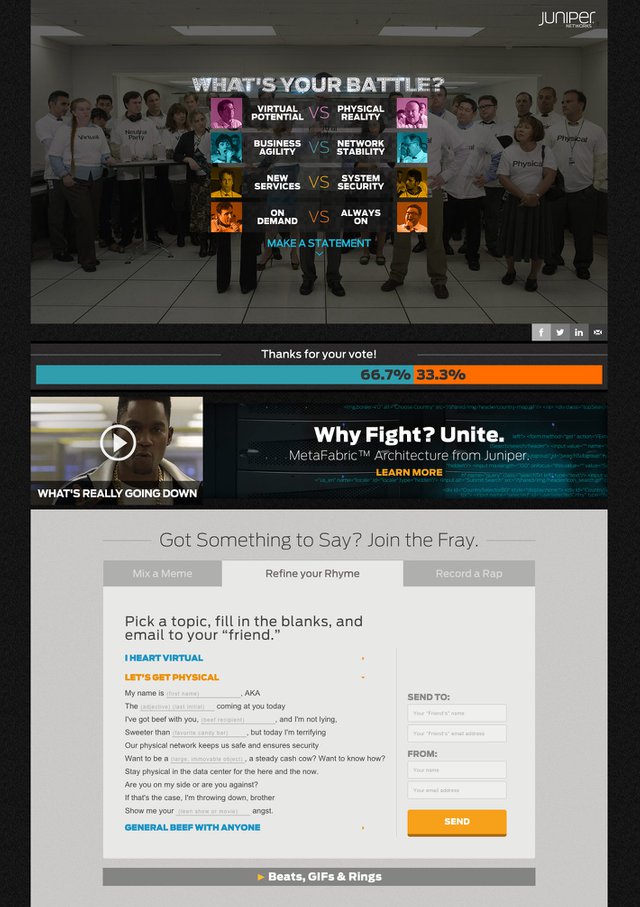 JUNIPER
NETWORKS
WHAT'S YOUR BATTLE?
Virtual
Neutral
Party
Physical
Physical
VIRTUAL
POTENTIAL VS PHYSICAL
REALITY
BUSINESS
AGILITY VS NETWORK
STABILITY
NEW
SERVICES VS SYSTEM
SECURITY
ON
DEMAND VS ALWAYS
ON
MAKE A STATEMENT
Thanks for your vote!
66.7% 33.3%
WHAT'S REALLY GOING DOWN
Why Fight? Unite.
MetaFabric™ Architecture from Juniper.
LEARN MORE
Got Something to Say? Join the Fray.
Mix a Meme Refine your Rhyme Record a Rap
Pick a topic, fill in the blanks, and
email to your “friend.”
I HEART VIRTUAL
LET'S GET PHYSICAL
My name is (first name), AKA
The (adjective) (last initial) coming at you today
I've got beef with you, (beef recipient), and I'm not lying,
Sweeter than (favorite candy bar), but today I'm terrifying
Our physical network keeps us safe and ensures security
Want to be a (large, immovable object), a steady cash cow? Want to know how?
Stay physical in the data center for the here and the now.
Are you on my side or are you against?
If that's the case, I'm throwing down, brother
Show me your (teen show or movie) angst.
GENERAL BEEF WITH ANYONE
SEND TO:
Your "Friend's" name
Your "Friend's" email address
FROM:
Your name
Your email address
SEND
Beats, GIFs & Rings